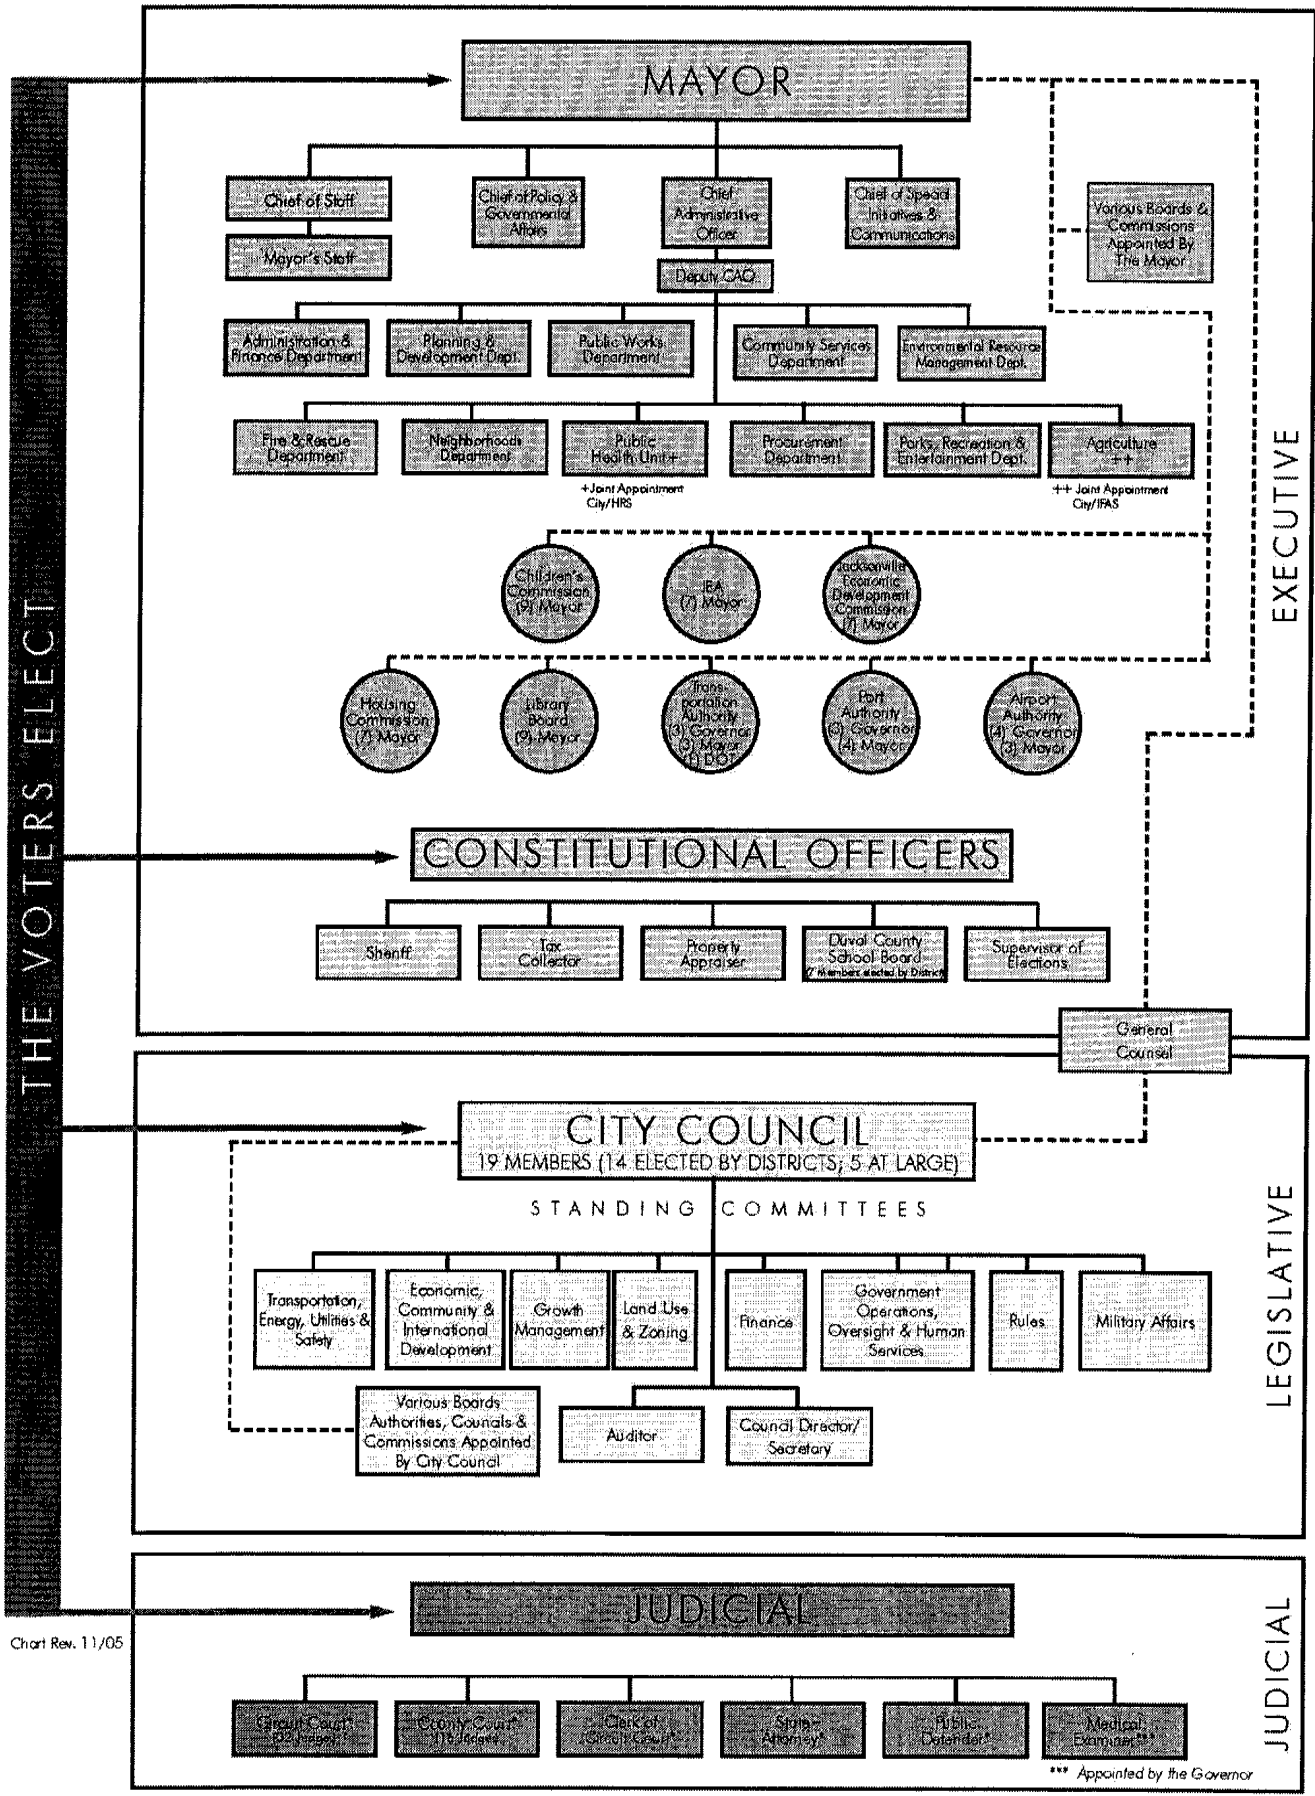 THE VOTERS ELECT
MAYOR
Chief of Staff
Mayor's Staff
Chief of Policy &
Governmental
Affairs
Chief
Administrative
Officer
Deputy CAO
Chief of Special
Initiatives &
Communications
Various Boards &
Commissions
Appointed By
The Mayor
Administration &
Finance Department
Planning &
Development Dept.
Public Works
Department
Community Services
Department
Environmental Resource
Management Dept.
Fire & Rescue
Department
Neighborhoods
Department
Public
Health Unit +
Procurement
Department
Parks, Recreation &
Entertainment Dept.
Agriculture
++
+Joint Appointment
City/HRS
++ Joint Appointment
City/IFAS
EXECUTIVE
Children's
Commission
(9) Mayor
JEA
(7) Mayor
Jacksonville
Economic
Development
Commission
(7) Mayor
Housing
Commission
(7) Mayor
Library
Board
(9) Mayor
Trans-
portation
Authority
(3) Governor
(3) Mayor
(1) DOT
Port
Authority
(3) Governor
(4) Mayor
Airport
Authority
(4) Governor
(3) Mayor
CONSTITUTIONAL OFFICERS
Sheriff
Tax
Collector
Property
Appraiser
Duval County
School Board
(7 members elected by District)
Supervisor of
Elections
General
Counsel
CITY COUNCIL
19 MEMBERS (14 ELECTED BY DISTRICTS; 5 AT LARGE)
STANDING COMMITTEES
Transportation,
Energy, Utilities &
Safety
Economic,
Community &
International
Development
Growth
Management
Land Use
& Zoning
Finance
Government
Operations,
Oversight & Human
Services
Rules
Military Affairs
LEGISLATIVE
Various Boards
Authorities, Councils &
Commissions Appointed
By City Council
Auditor
Council Director/
Secretary
JUDICIAL
Chart Rev. 11/05
Circuit Court*
County Court*
Clerk of
Circuit Court*
State
Attorney*
Public
Defender*
Medical
Examiner***
*** Appointed by the Governor
JUDICIAL